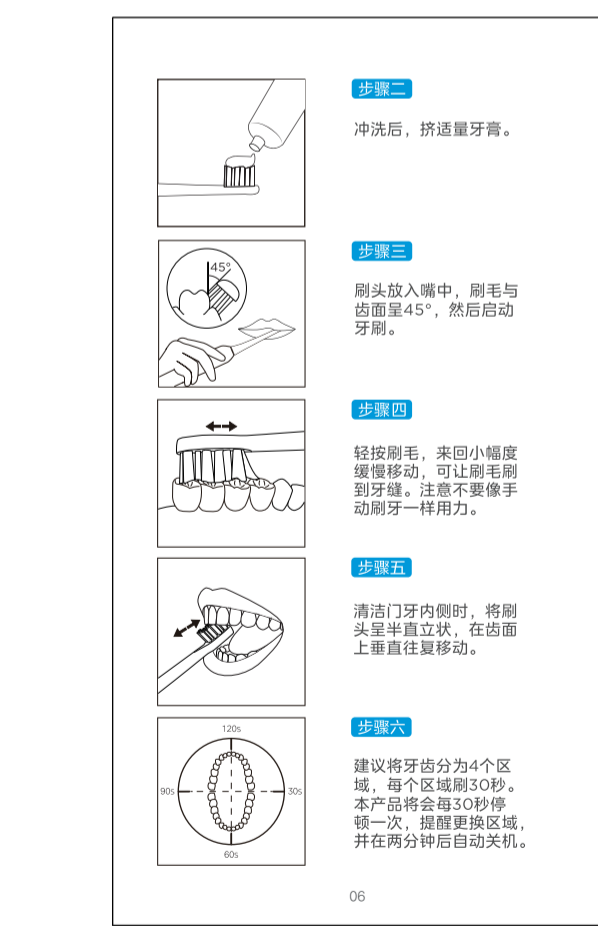 步骤二
冲洗后，挤适量牙膏。
45°
步骤三
刷头放入嘴中，刷毛与
齿面呈45°，然后启动
牙刷。
步骤四
轻按刷毛，来回小幅度
缓慢移动，可让刷毛刷
到牙缝。注意不要像手
动刷牙一样用力。
步骤五
清洁门牙内侧时，将刷
头呈半直立状，在齿面
上垂直往复移动。
120s
90s
30s
60s
步骤六
建议将牙齿分为4个区
域，每个区域刷30秒。
本产品将会每30秒停
顿一次，提醒更换区域，
并在两分钟后自动关机。
06